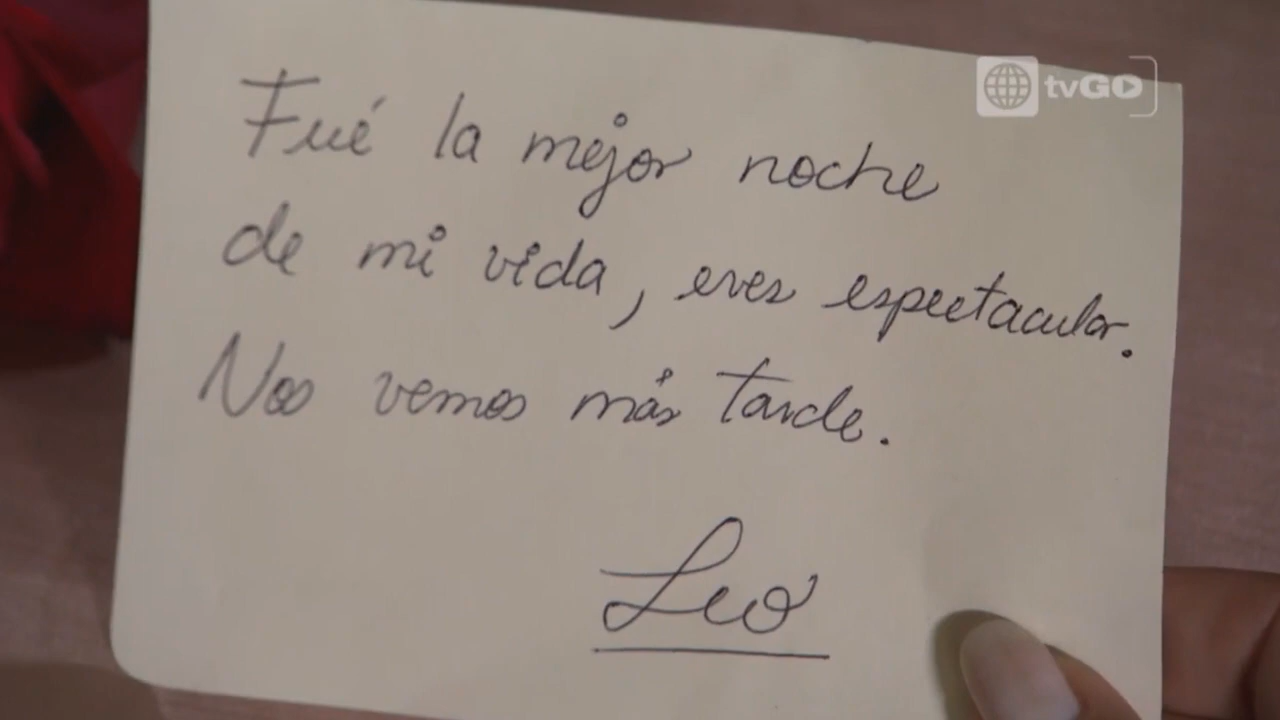 tvGO
Fué la mejor noche
de mi vida, eres espectacular.
Nos vemos más tarde.
Leo